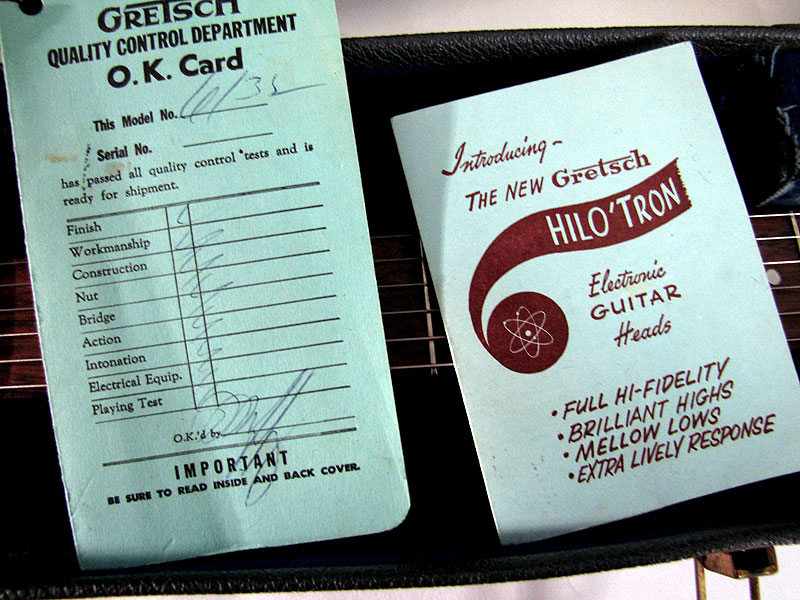 GRETSCH
QUALITY CONTROL DEPARTMENT
O.K. Card
This Model No. 6135
Serial No.
has passed all quality control tests and is
ready for shipment.
Finish
Workmanship
Construction
Nut
Bridge
Action
Intonation
Electrical Equip.
Playing Test
O.K.'d by
IMPORTANT
BE SURE TO READ INSIDE AND BACK COVER.
Introducing-
THE NEW Gretsch
HILO'TRON
Electronic
GUITAR
Heads
• FULL HI-FIDELITY
• BRILLIANT HIGHS
• MELLOW LOWS
• EXTRA LIVELY RESPONSE